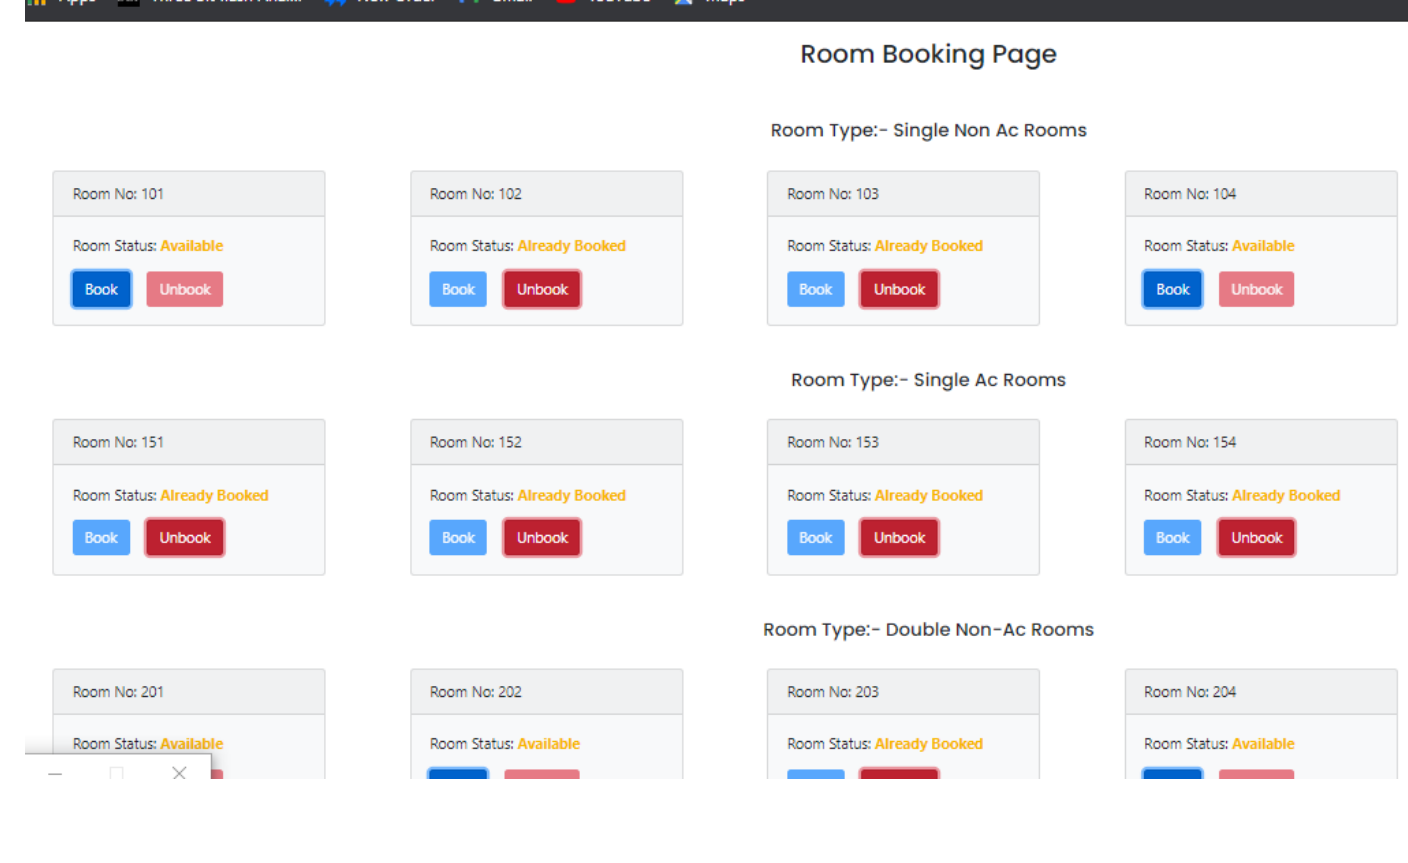 Room Booking Page
Room Type:- Single Non Ac Rooms
Room No: 101 Room No: 102 Room No: 103 Room No: 104
Room Status: Available Room Status: Already Booked Room Status: Already Booked Room Status: Available
Book Unbook Book Unbook Book Unbook Book Unbook
Room Type:- Single Ac Rooms
Room No: 151 Room No: 152 Room No: 153 Room No: 154
Room Status: Already Booked Room Status: Already Booked Room Status: Already Booked Room Status: Already Booked
Book Unbook Book Unbook Book Unbook Book Unbook
Room Type:- Double Non-Ac Rooms
Room No: 201 Room No: 202 Room No: 203 Room No: 204
Room Status: Available Room Status: Available Room Status: Already Booked Room Status: Available